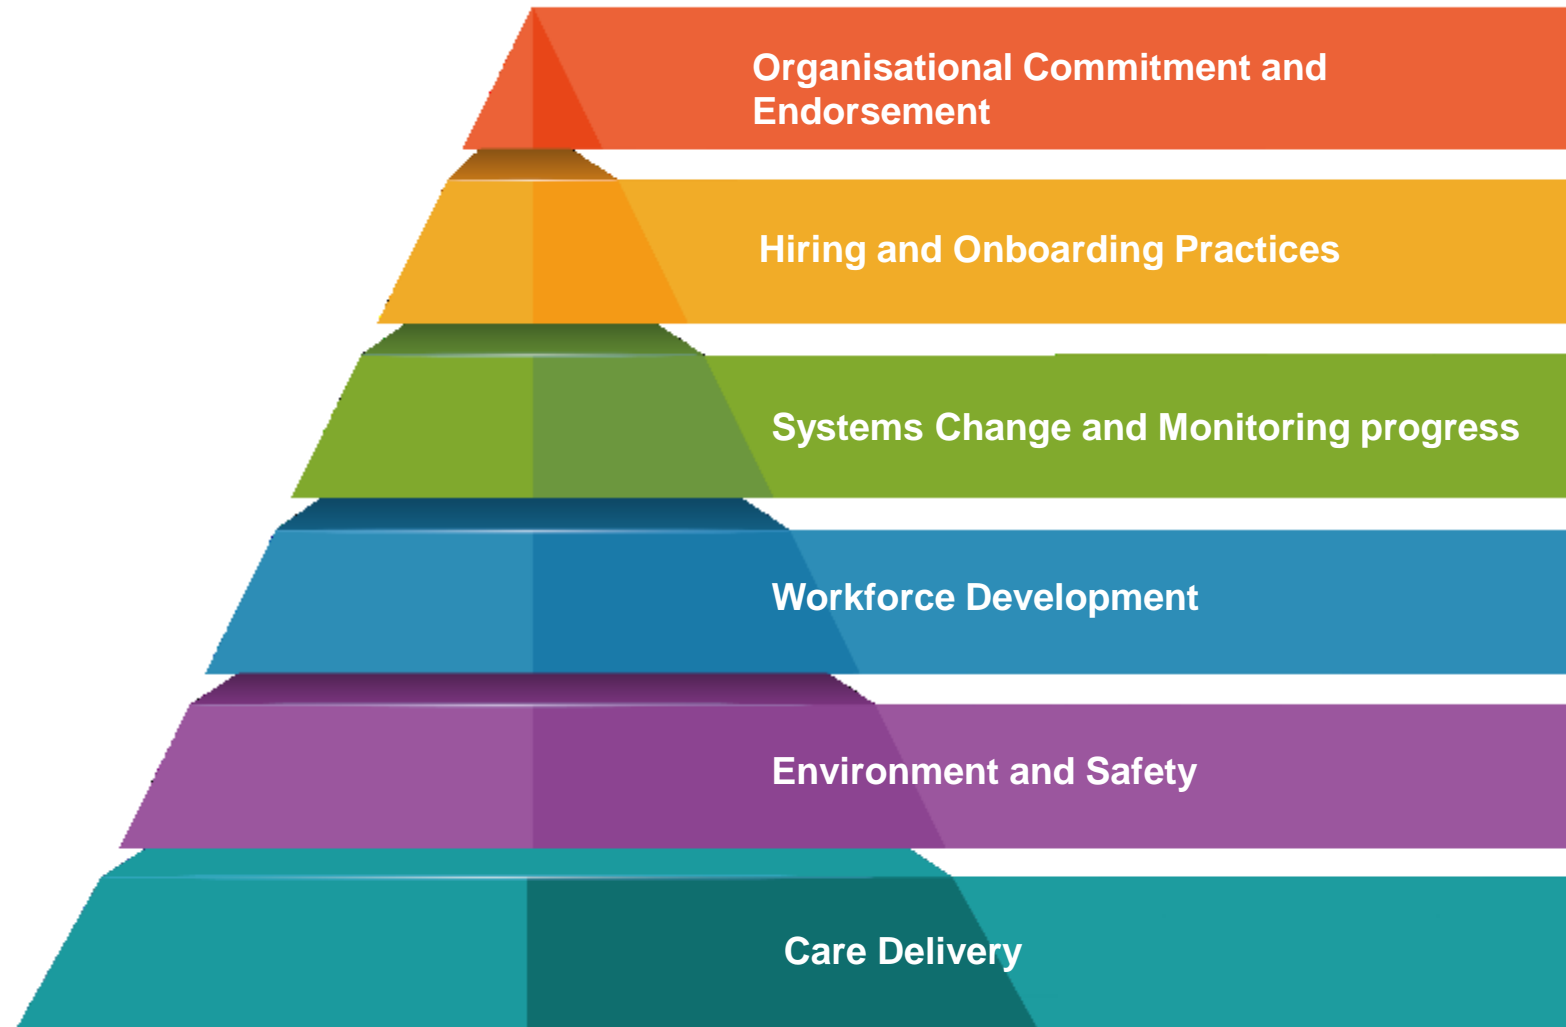 Organisational Commitment and
Endorsement
Hiring and Onboarding Practices
Systems Change and Monitoring progress
Workforce Development
Environment and Safety
Care Delivery